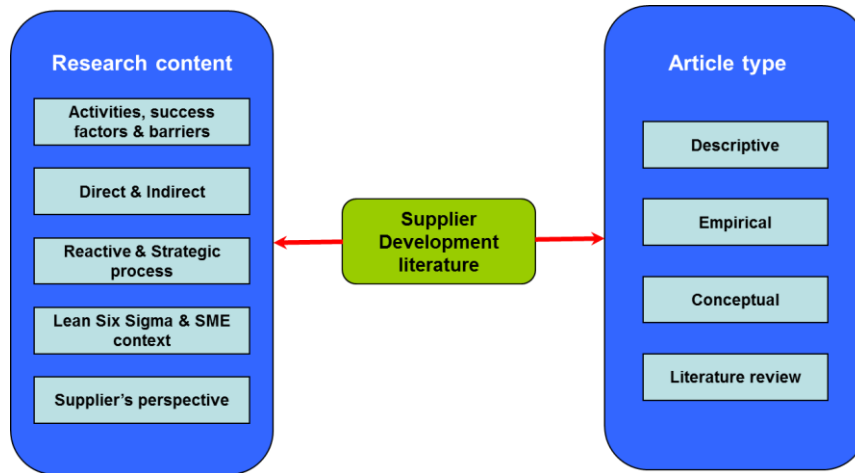 Research content
Activities, success
factors & barriers
Direct & Indirect
Reactive & Strategic
process
Lean Six Sigma & SME
context
Supplier's perspective
Supplier
Development
literature
Article type
Descriptive
Empirical
Conceptual
Literature review